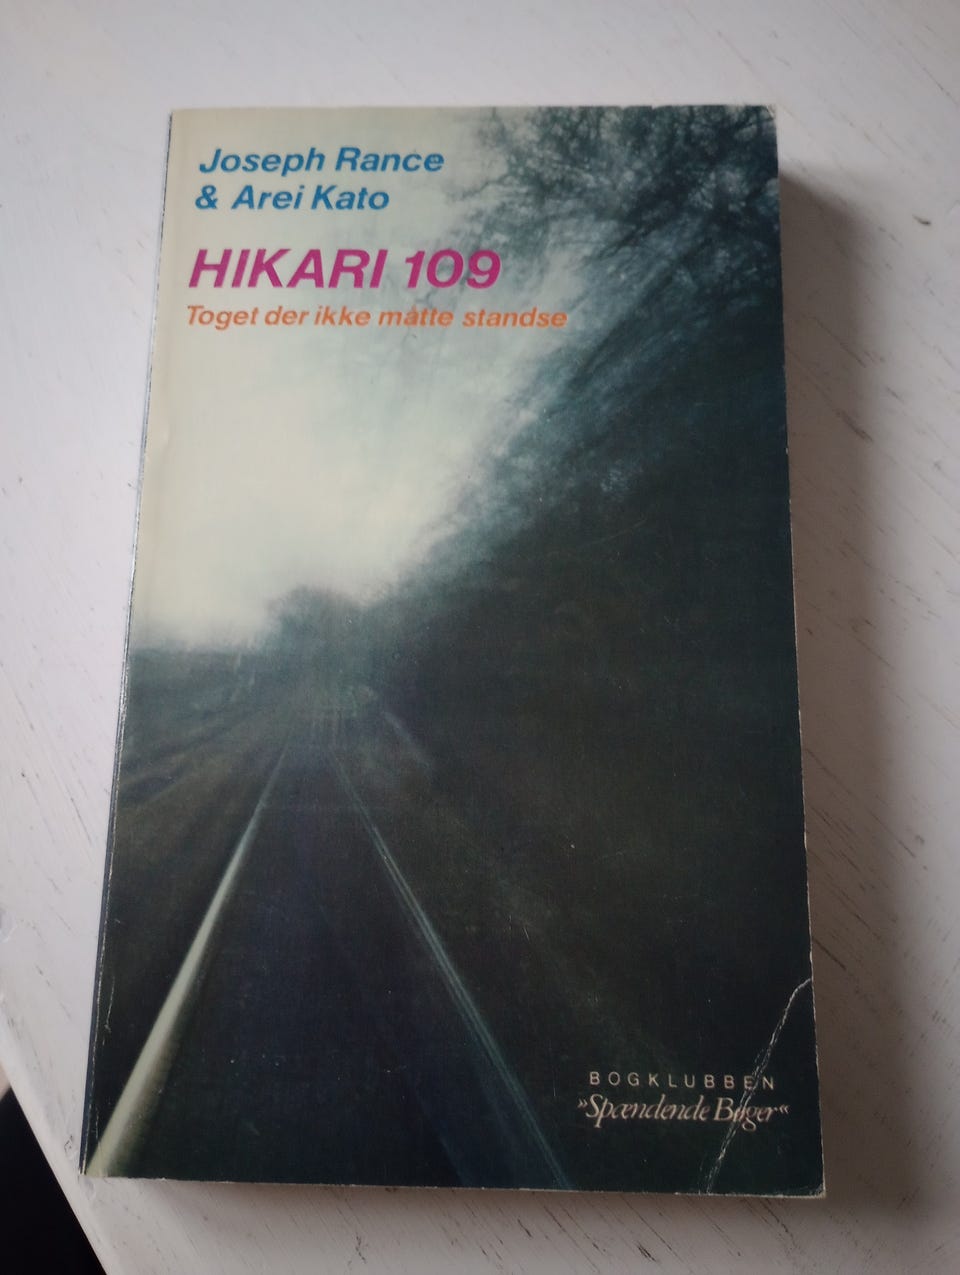 Joseph Rance
& Arei Kato
HIKARI 109
Toget der ikke måtte standse
BOGKLUBBEN
»Spændende Bøger«